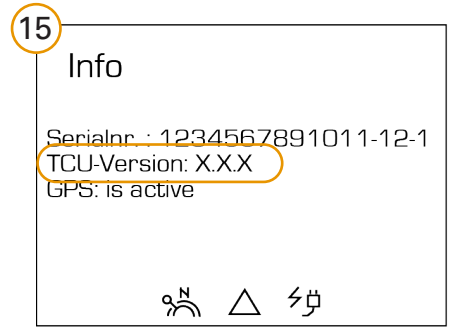 15
Info
Serialnr. : 1234567891011-12-1
TCU-Version: X.X.X
GPS: is active
N